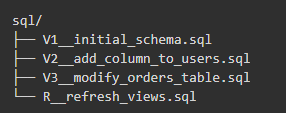 sql/
├── V1__initial_schema.sql
├── V2__add_column_to_users.sql
├── V3__modify_orders_table.sql
└── R__refresh_views.sql